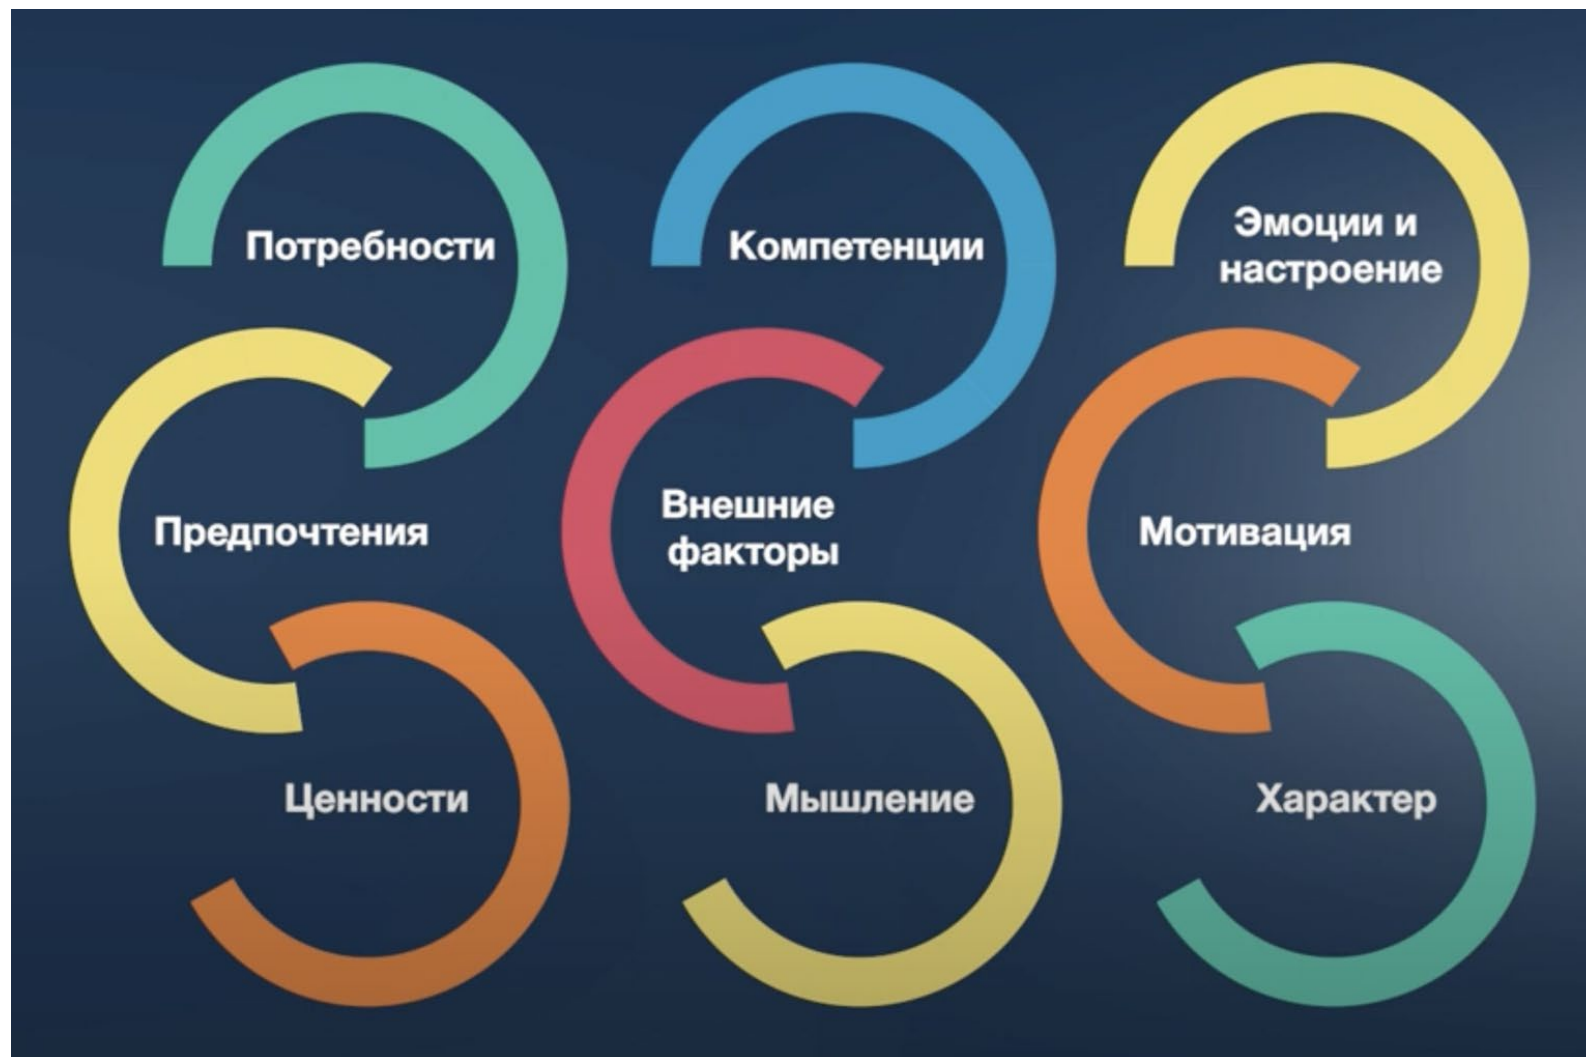 Потребности
Компетенции
Эмоции и
настроение
Предпочтения
Внешние
факторы
Мотивация
Ценности
Мышление
Характер